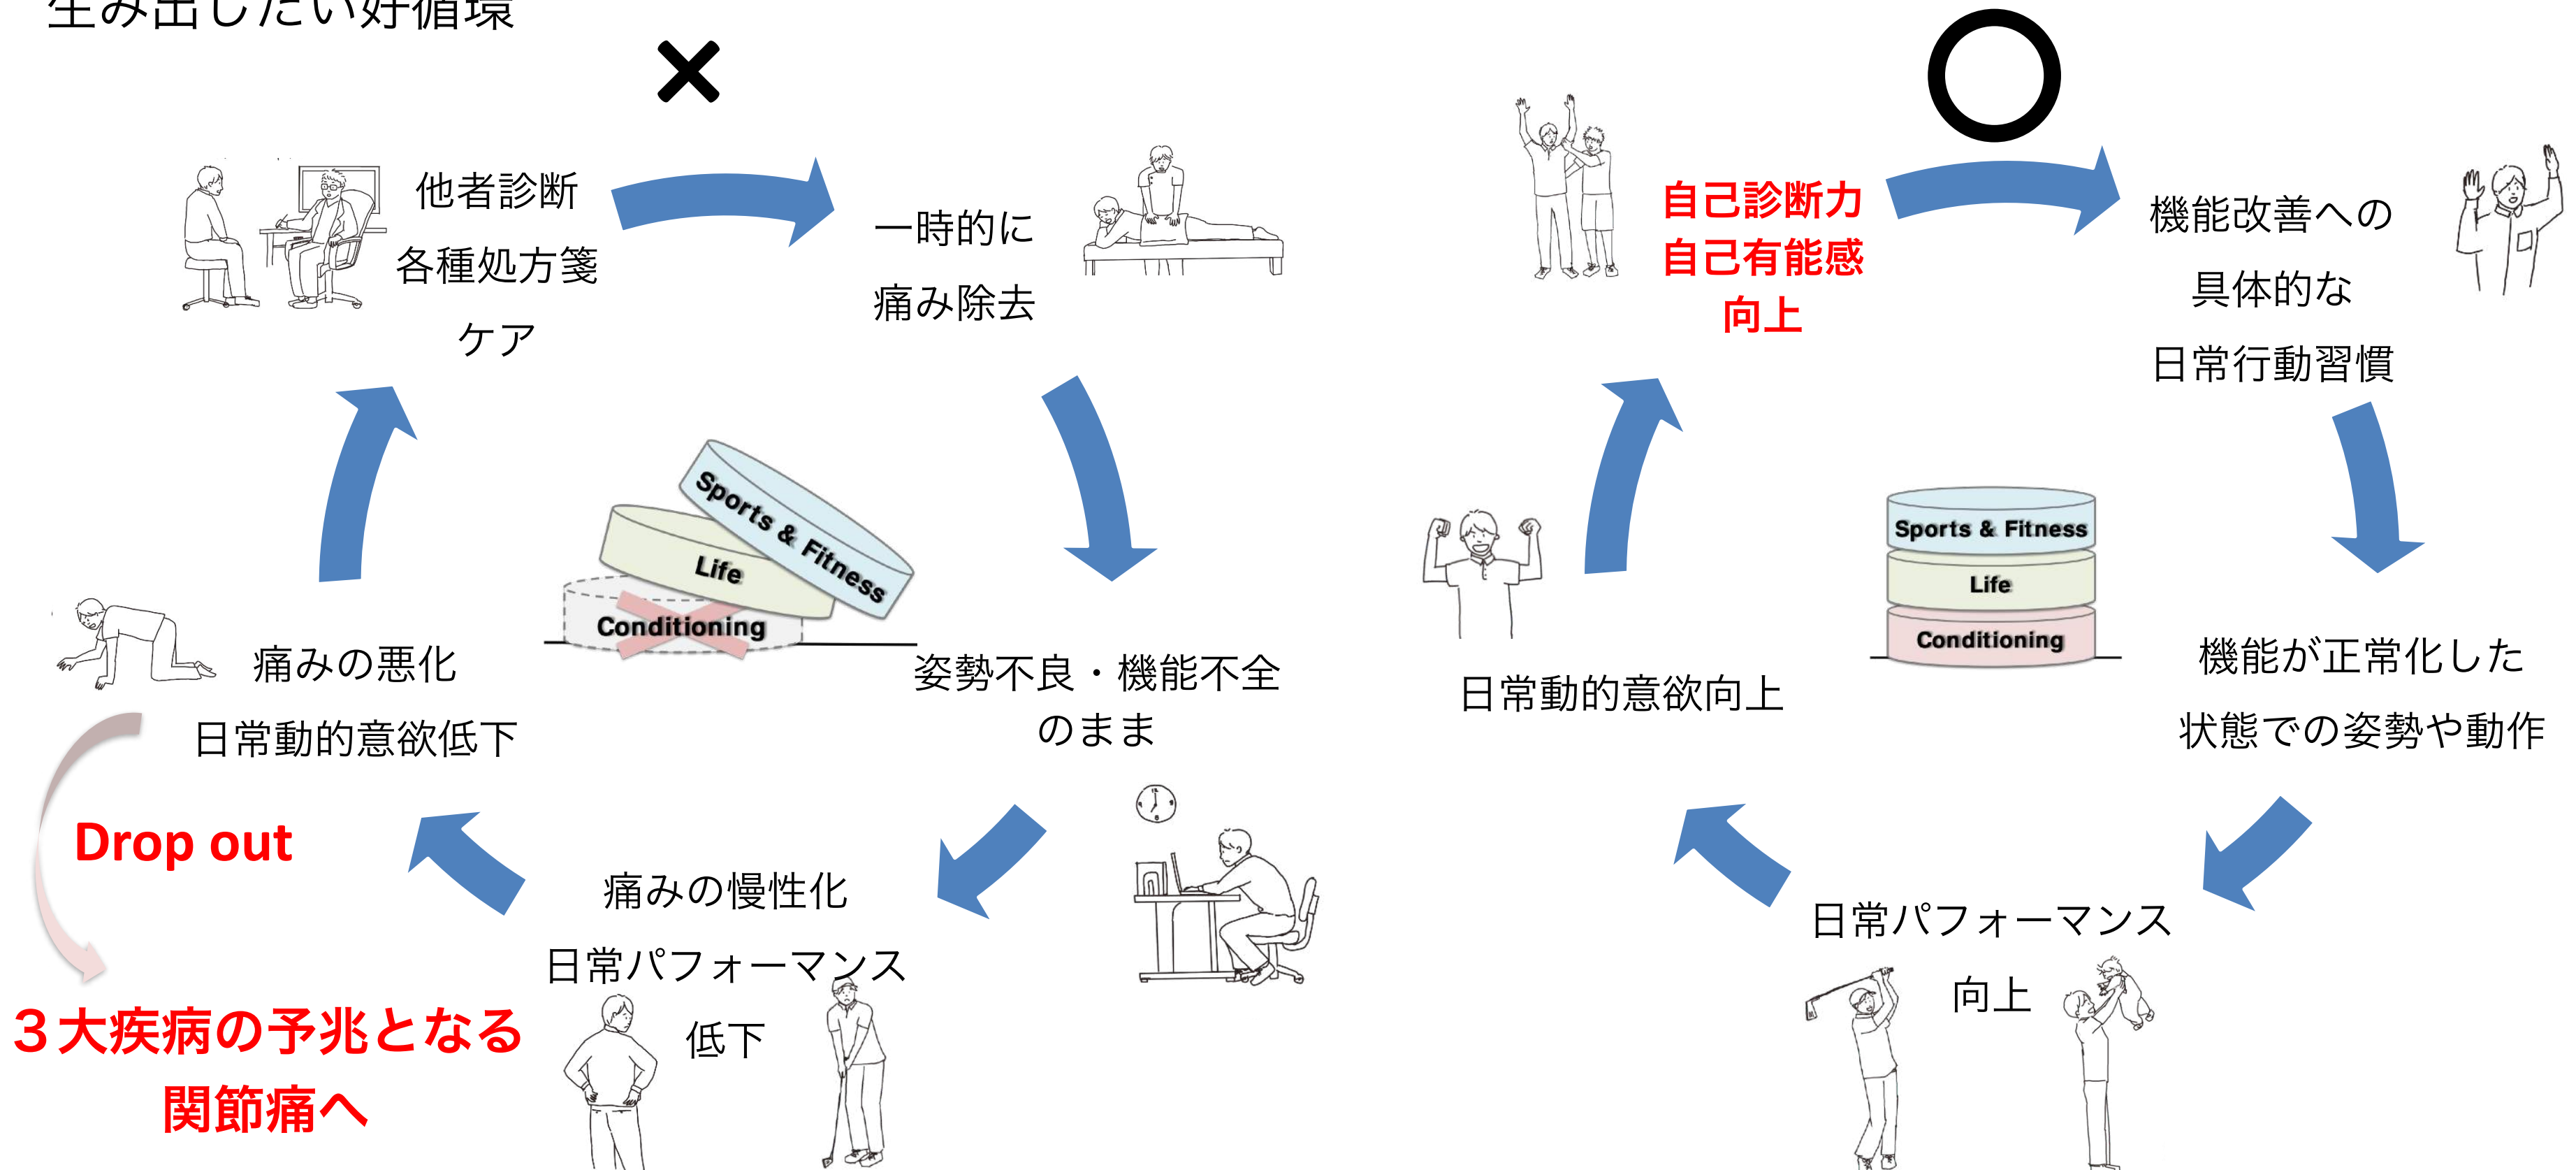 生み出したい好循環
他者診断
各種処方箋
ケア
一時的に
痛み除去
Sports & Fitness
Life
Conditioning
姿勢不良・機能不全
のまま
痛みの慢性化
日常パフォーマンス
低下
痛みの悪化
日常動的意欲低下
Drop out
３大疾病の予兆となる
関節痛へ
自己診断力
自己有能感
向上
機能改善への
具体的な
日常行動習慣
Sports & Fitness
Life
Conditioning
機能が正常化した
状態での姿勢や動作
日常パフォーマンス
向上
日常動的意欲向上